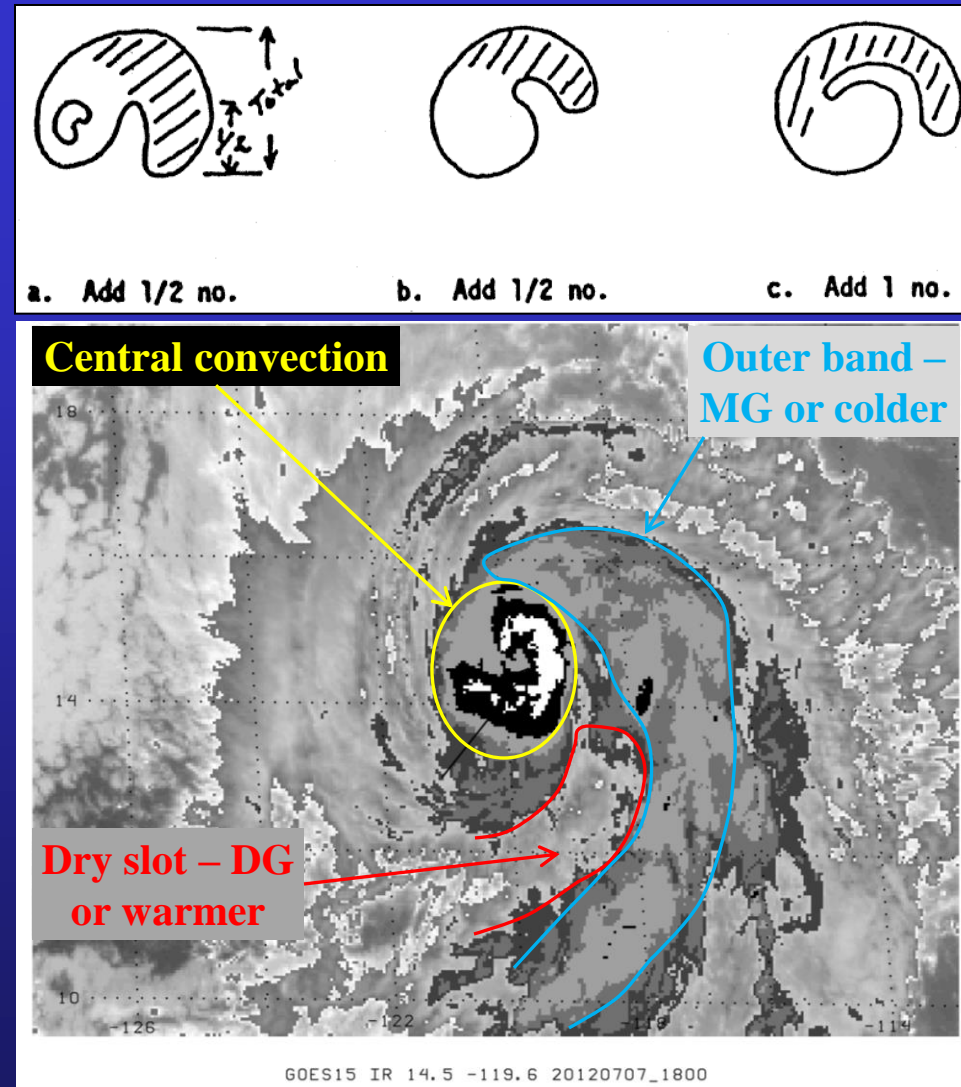 Total
1/2
a. Add 1/2 no.
b. Add 1/2 no.
c. Add 1 no.
Central convection
Outer band –
MG or colder
18
14
Dry slot – DG
or warmer
10
-126
-122
-118
-114
GOES15 IR 14.5 -119.6 20120707_1800